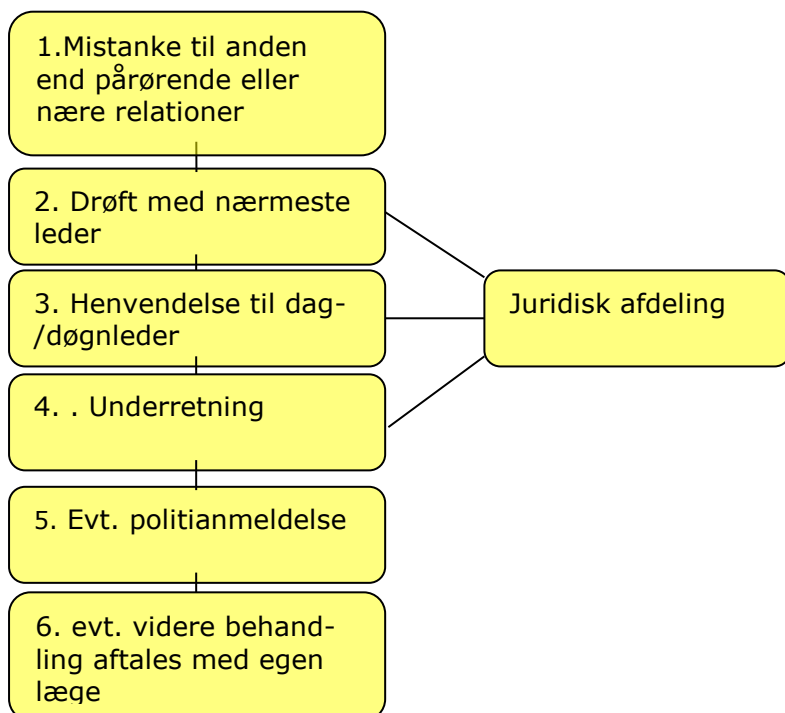 1.Mistanke til anden
end pårørende eller
nære relationer
2. Drøft med nærmeste
leder
3. Henvendelse til dag-
/døgnleder
Juridisk afdeling
4. . Underretning
5. Evt. politianmeldelse
6. evt. videre behand-
ling aftales med egen
læge